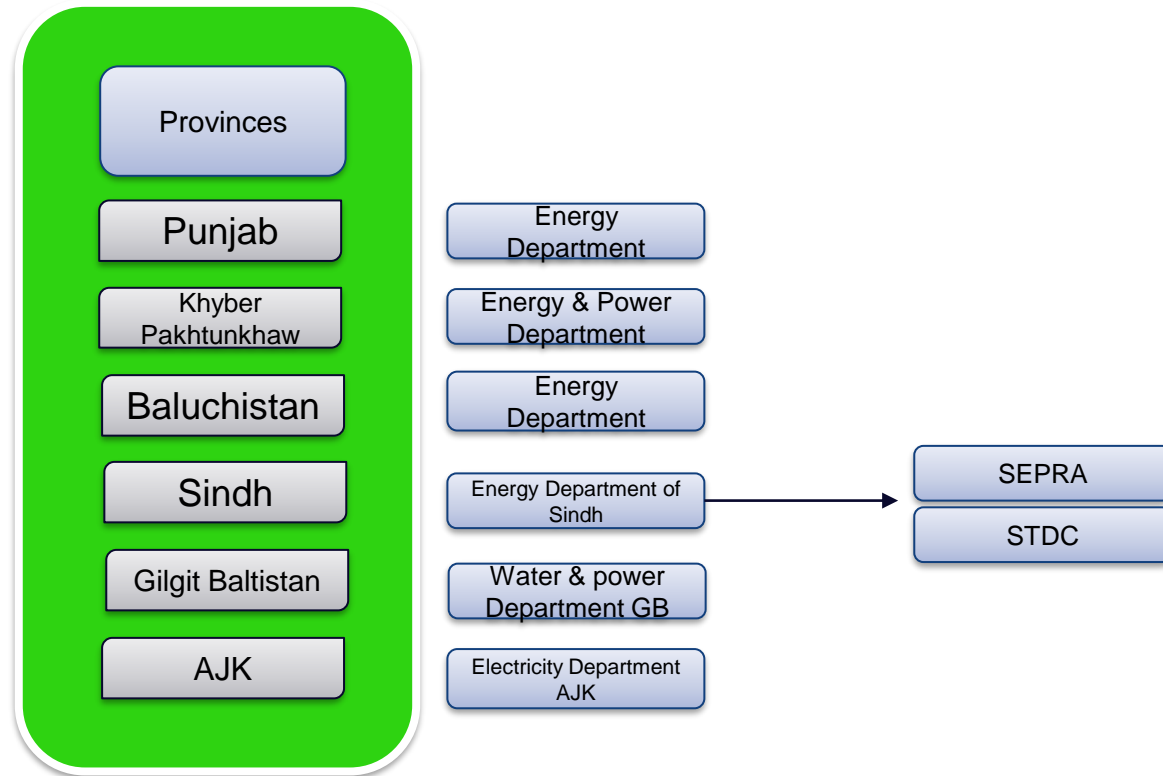 Provinces
Punjab
Energy
Department
Khyber
Pakhtunkhaw
Energy & Power
Department
Baluchistan
Energy
Department
Sindh
Energy Department of
Sindh
SEPRA
STDC
Gilgit Baltistan
Water & power
Department GB
AJK
Electricity Department
AJK